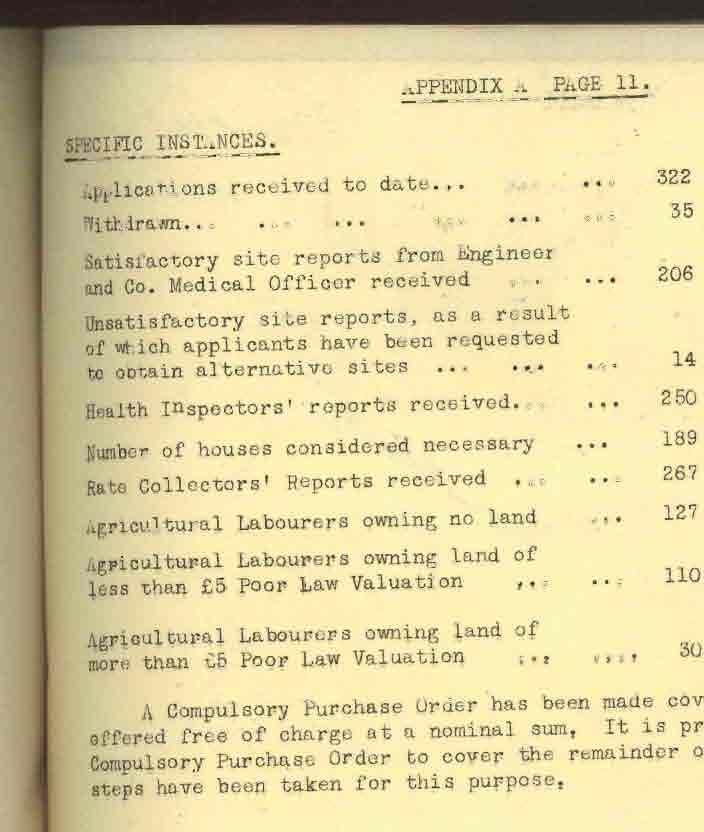 APPENDIX A PAGE 11.
SPECIFIC INSTANCES.
Applications received to date... ... ... 322
Withdrawn... ... ... ... ... ... 35
Satisfactory site reports from Engineer
and Co. Medical Officer received ... ... 206
Unsatisfactory site reports, as a result
of which applicants have been requested
to obtain alternative sites ... ... ... 14
Health Inspectors' reports received... ... 250
Number of houses considered necessary ... 189
Rate Collectors' Reports received ... ... 267
Agricultural Labourers owning no land ... 127
Agricultural Labourers owning land of
less than £5 Poor Law Valuation ... ... 110
Agricultural Labourers owning land of
more than £5 Poor Law Valuation ... ... 30
A Compulsory Purchase Order has been made cov
offered free of charge at a nominal sum, It is pr
Compulsory Purchase Order to cover the remainder o
steps have been taken for this purpose.